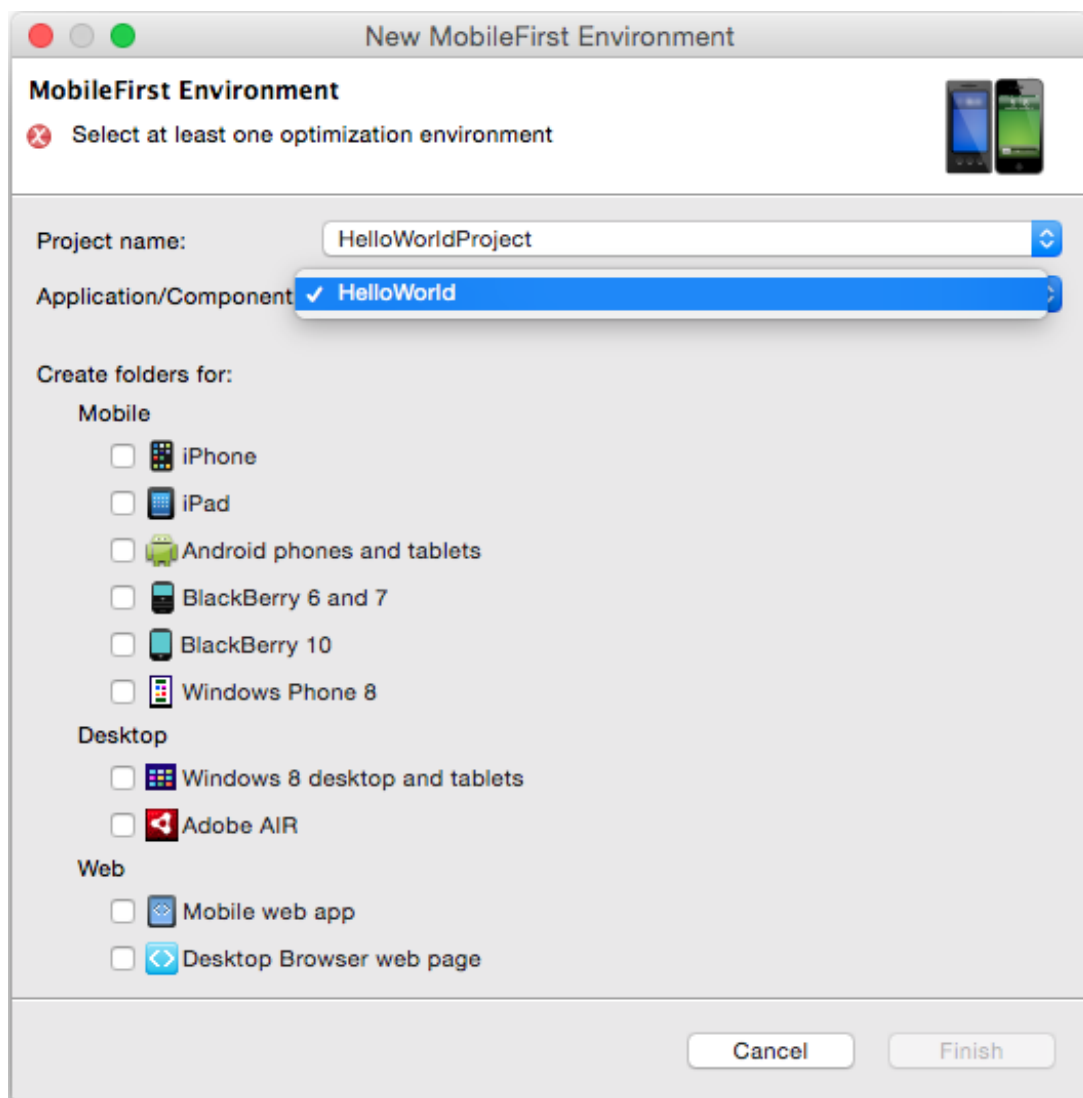 New MobileFirst Environment
MobileFirst Environment
Select at least one optimization environment
Project name: HelloWorldProject
Application/Component ✓ HelloWorld
Create folders for:
Mobile
iPhone
iPad
Android phones and tablets
BlackBerry 6 and 7
BlackBerry 10
Windows Phone 8
Desktop
Windows 8 desktop and tablets
Adobe AIR
Web
Mobile web app
Desktop Browser web page
Cancel Finish